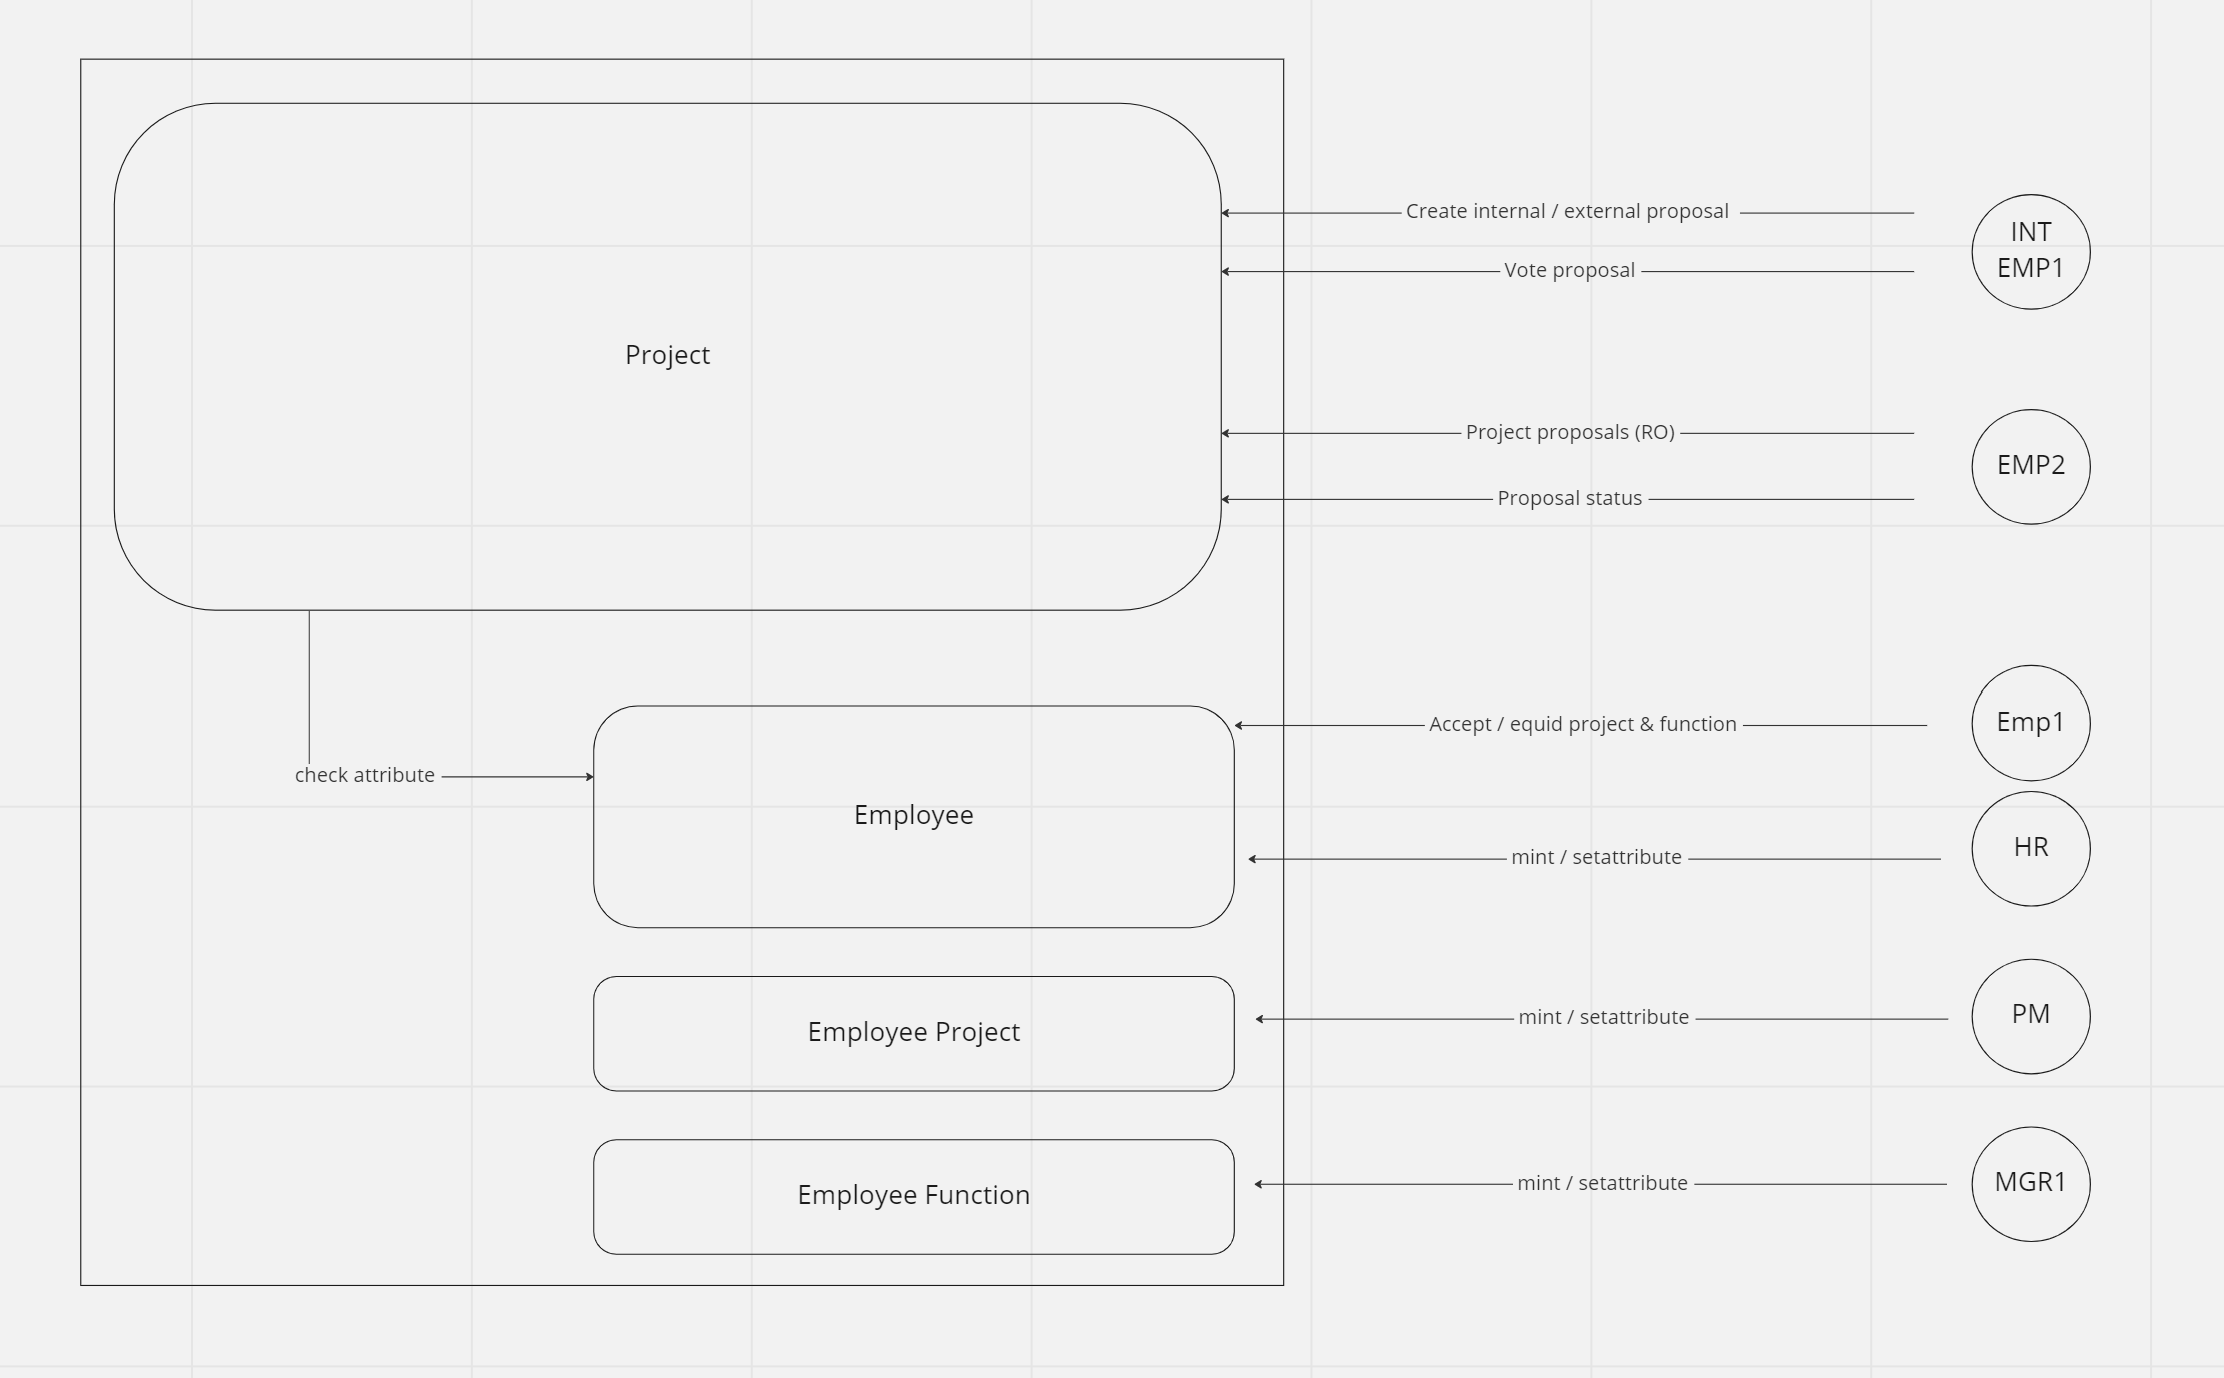 Create internal / external proposal
INT
EMP1
Vote proposal
Project
Project proposals (RO)
EMP2
Proposal status
Accept / equid project & function
Emp1
check attribute
Employee
mint / setattribute
HR
Employee Project
mint / setattribute
PM
Employee Function
mint / setattribute
MGR1